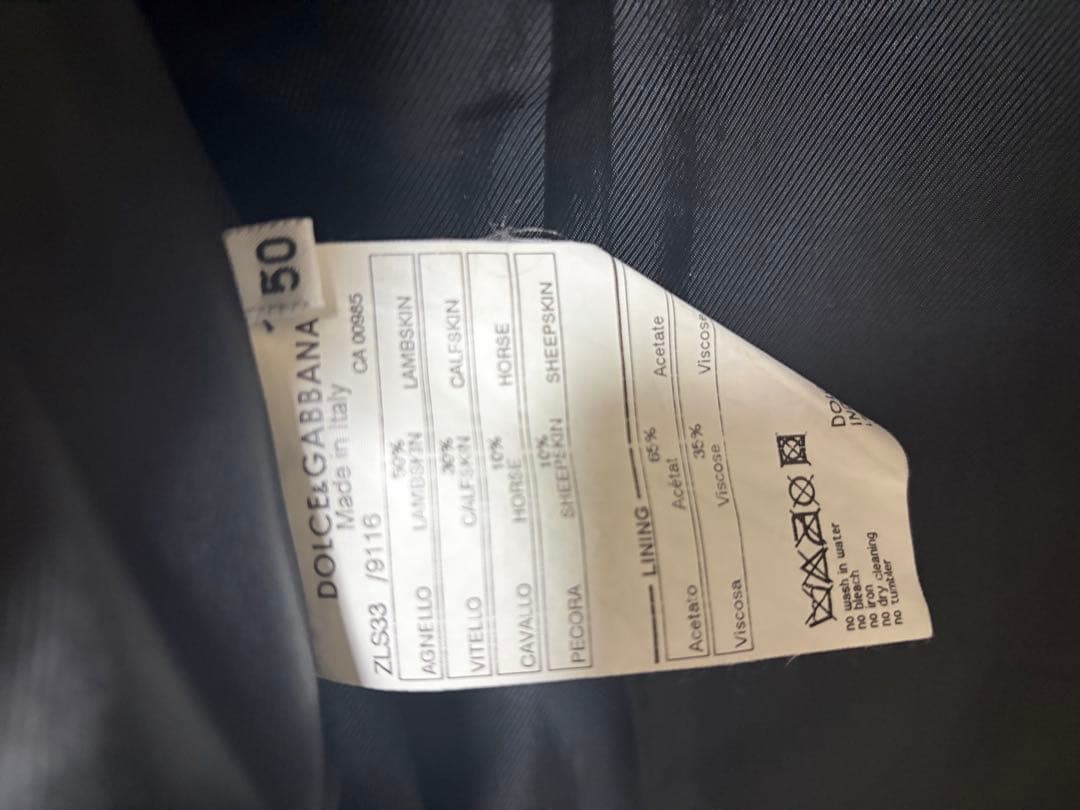 50
DOLCE&GABBANA
Made in Italy
CA 00985
ZLS33 /9116
50%
AGNELLO LAMBSKIN LAMBSKIN
30%
VITELLO CALFSKIN CALFSKIN
10%
CAVALLO HORSE HORSE
10%
PECORA SHEEPSKIN SHEEPSKIN
LINING
65%
Acetato Acétat Acetate
35%
Viscosa Viscose Viscose
no wash in water
no bleach
no iron
no dry cleaning
no tumbler